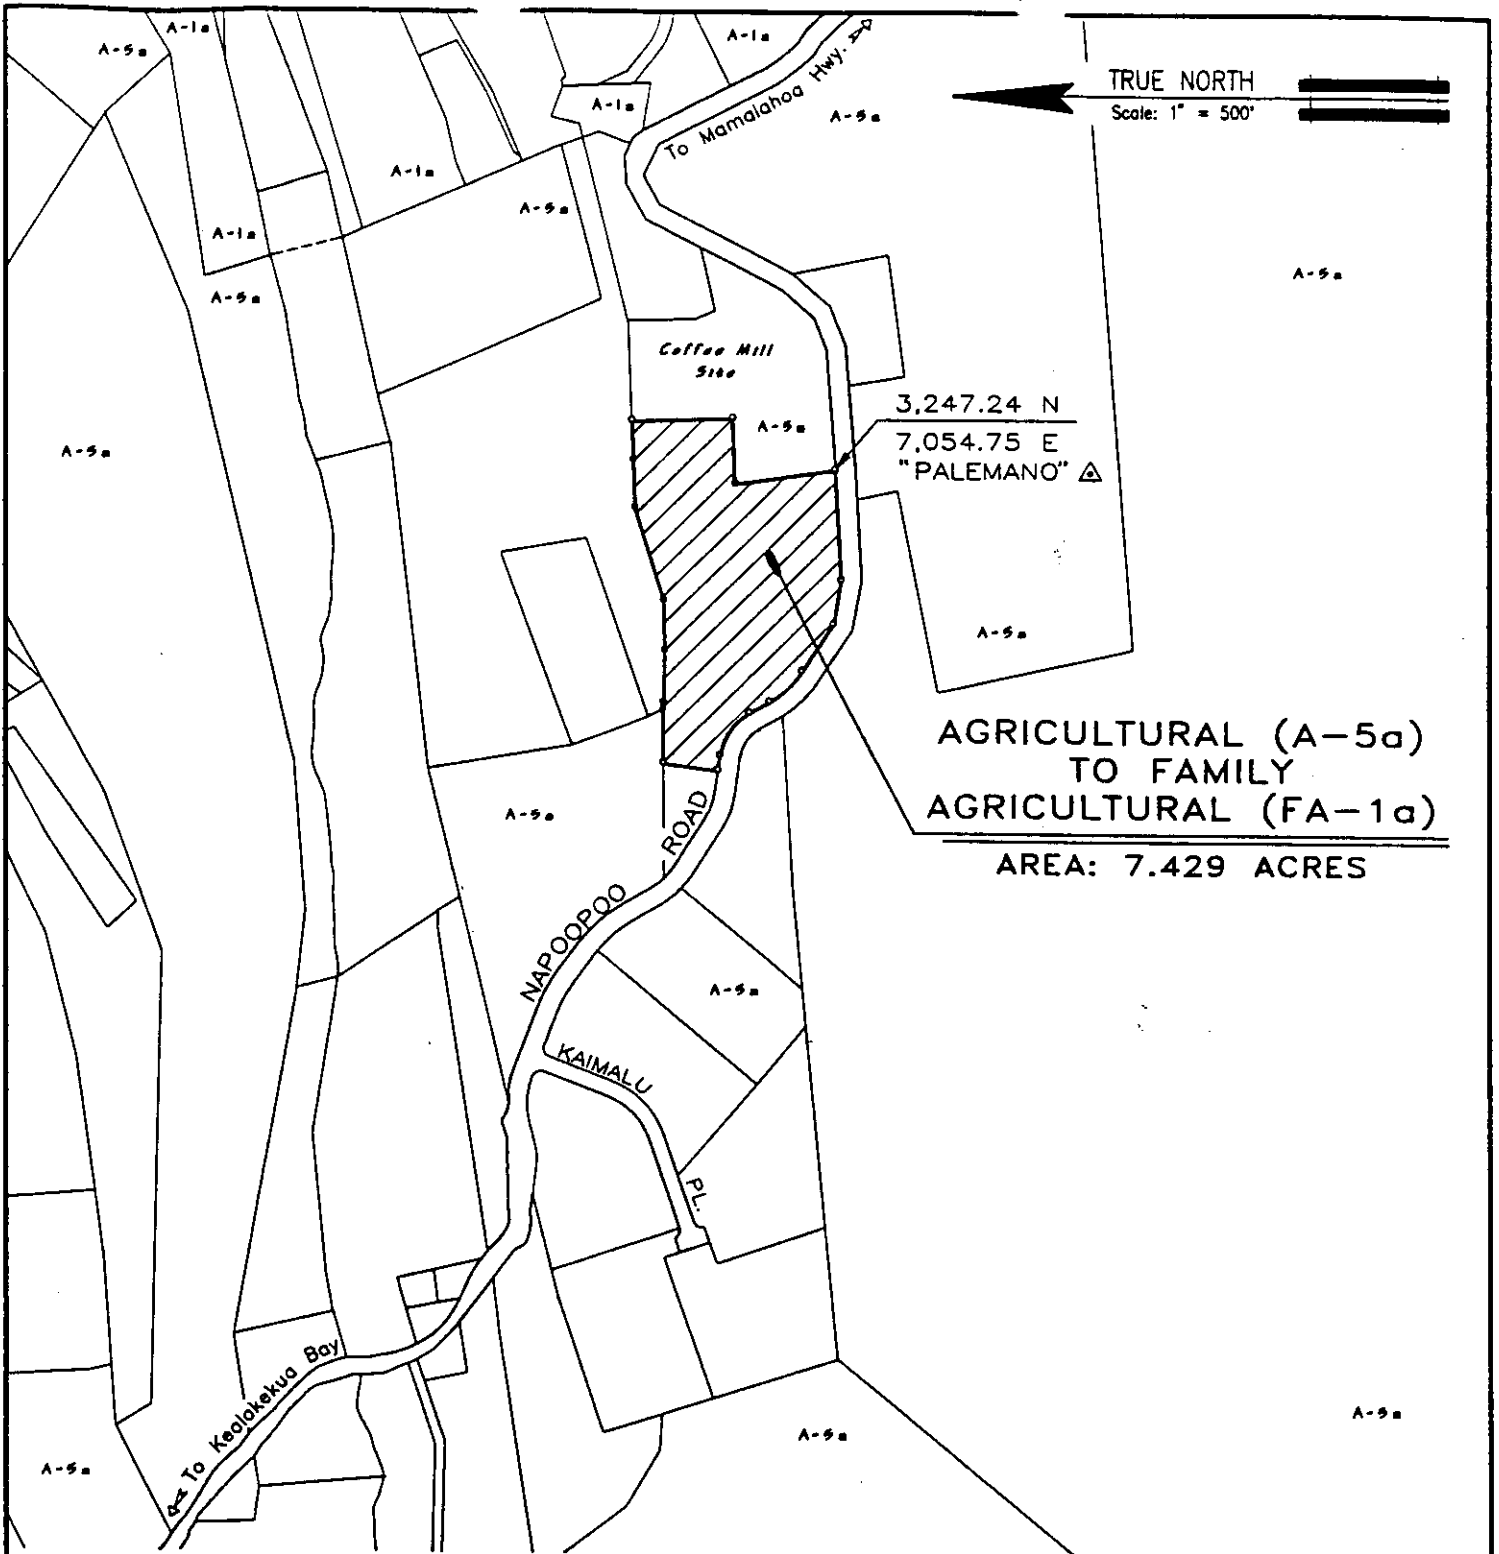 A-1a
A-5a
A-1a
To Mamalahoa Hwy.
TRUE NORTH
Scale: 1" = 500'
A-1a
A-5a
A-1a
A-5a
A-1a
A-5a
A-5a
Coffee Mill
Site
3,247.24 N
7,054.75 E
"PALEMANO"
A-5a
A-5a
A-5a
AGRICULTURAL (A-5a)
TO FAMILY
AGRICULTURAL (FA-1a)
AREA: 7.429 ACRES
A-5a
NAPOOPOO ROAD
A-5a
KAIMALU PL.
To Kealakekua Bay
A-5a
A-5a
A-5a